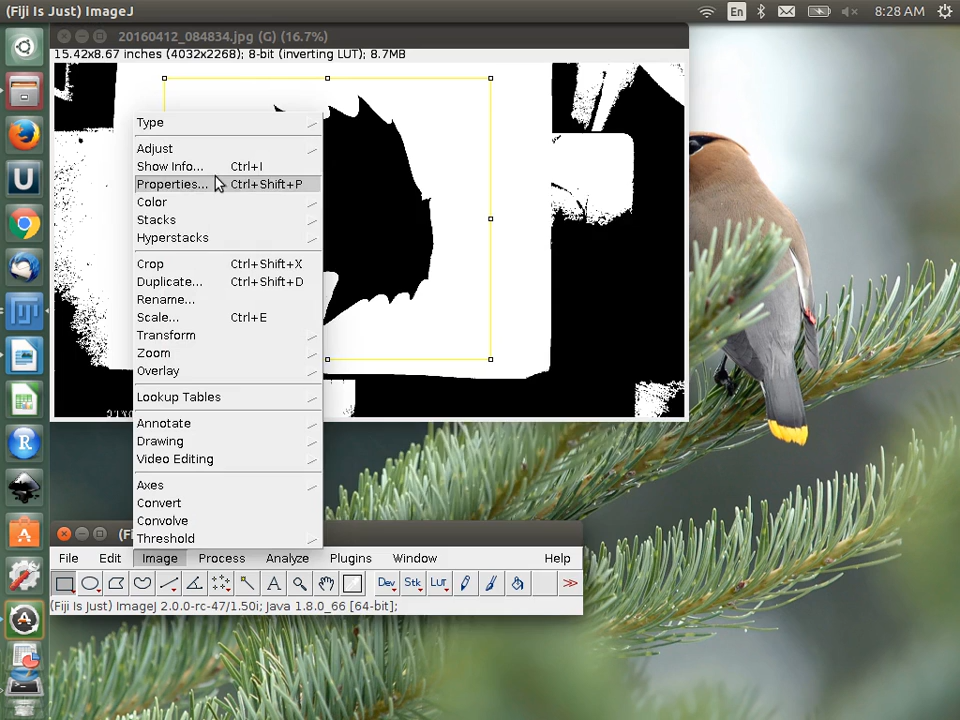 (Fiji Is Just) ImageJ
En
8:28 AM
20160412_084834.jpg (G) (16.7%)
15.42x8.67 inches (4032x2268); 8-bit (inverting LUT); 8.7MB
Type
Adjust
Show Info... Ctrl+I
Properties... Ctrl+Shift+P
Color
Stacks
Hyperstacks
Crop Ctrl+Shift+X
Duplicate... Ctrl+Shift+D
Rename...
Scale... Ctrl+E
Transform
Zoom
Overlay
Lookup Tables
Annotate
Drawing
Video Editing
Axes
Convert
Convolve
Threshold
File Edit Image Process Analyze Plugins Window Help
A Dev Stk LUT >>
(Fiji Is Just) ImageJ 2.0.0-rc-47/1.50i; Java 1.8.0_66 [64-bit];